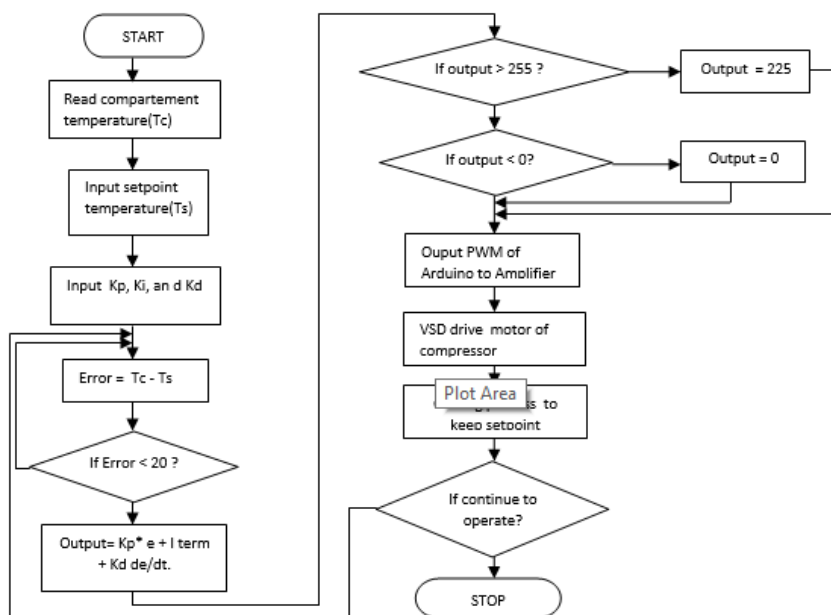 START
Read compartement
temperature(Tc)
Input setpoint
temperature(Ts)
Input Kp, Ki, an d Kd
Error = Tc - Ts
If Error < 20 ?
Output= Kp* e + I term
+ Kd de/dt.
If output > 255 ?
Output = 225
If output < 0?
Output = 0
Ouput PWM of
Arduino to Amplifier
VSD drive motor of
compressor
Plot Area
to
keep setpoint
If continue to
operate?
STOP